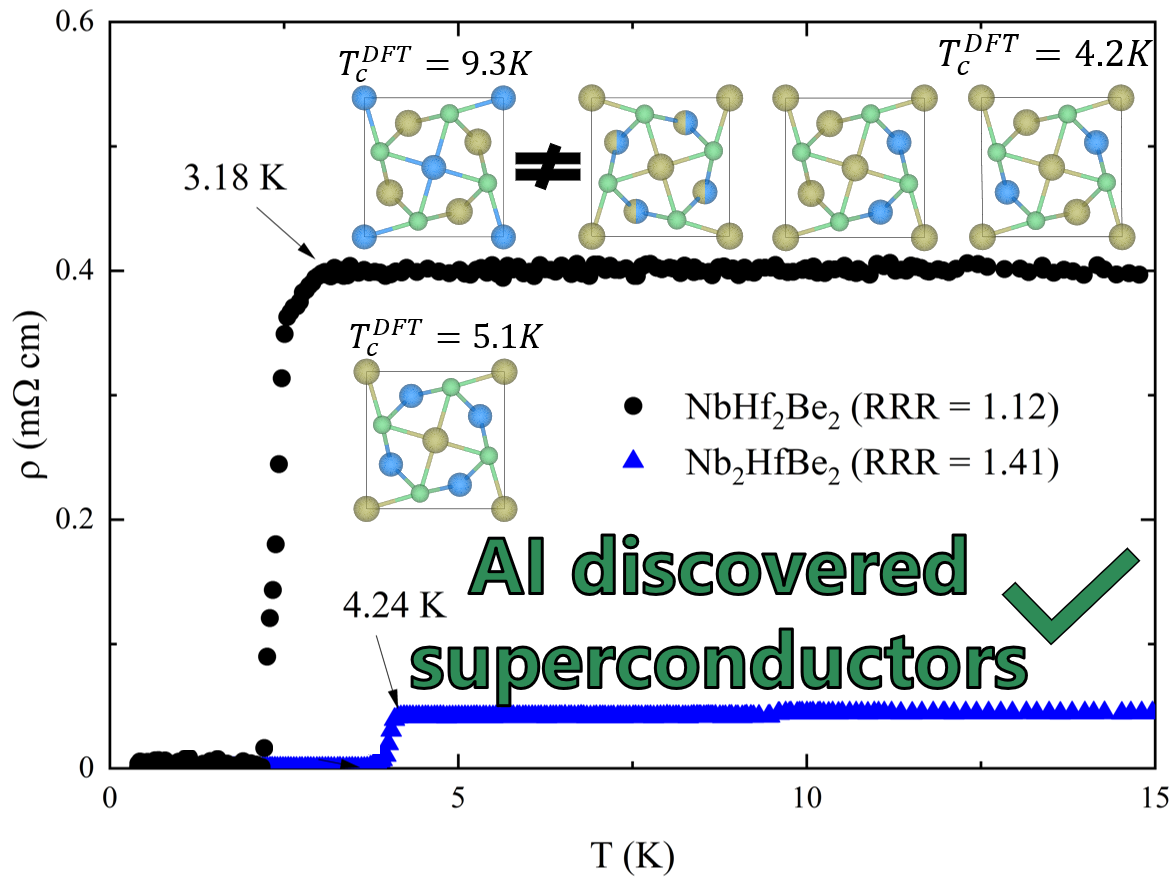 0.6
0.4
0.2
0
0
5
10
15
ρ (mΩ cm)
T (K)
T_c^{DFT} = 9.3K
≠
T_c^{DFT} = 4.2K
3.18 K
T_c^{DFT} = 5.1K
NbHf₂Be₂ (RRR = 1.12)
Nb₂HfBe₂ (RRR = 1.41)
AI discovered
superconductors
4.24 K